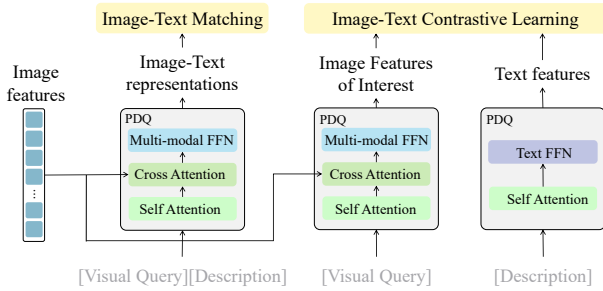 Image-Text Matching
Image-Text Contrastive Learning
Image
features
Image-Text
representations
Image Features
of Interest
Text features
PDQ
Multi-modal FFN
Cross Attention
Self Attention
PDQ
Multi-modal FFN
Cross Attention
Self Attention
PDQ
Text FFN
Self Attention
[Visual Query][Description]
[Visual Query]
[Description]